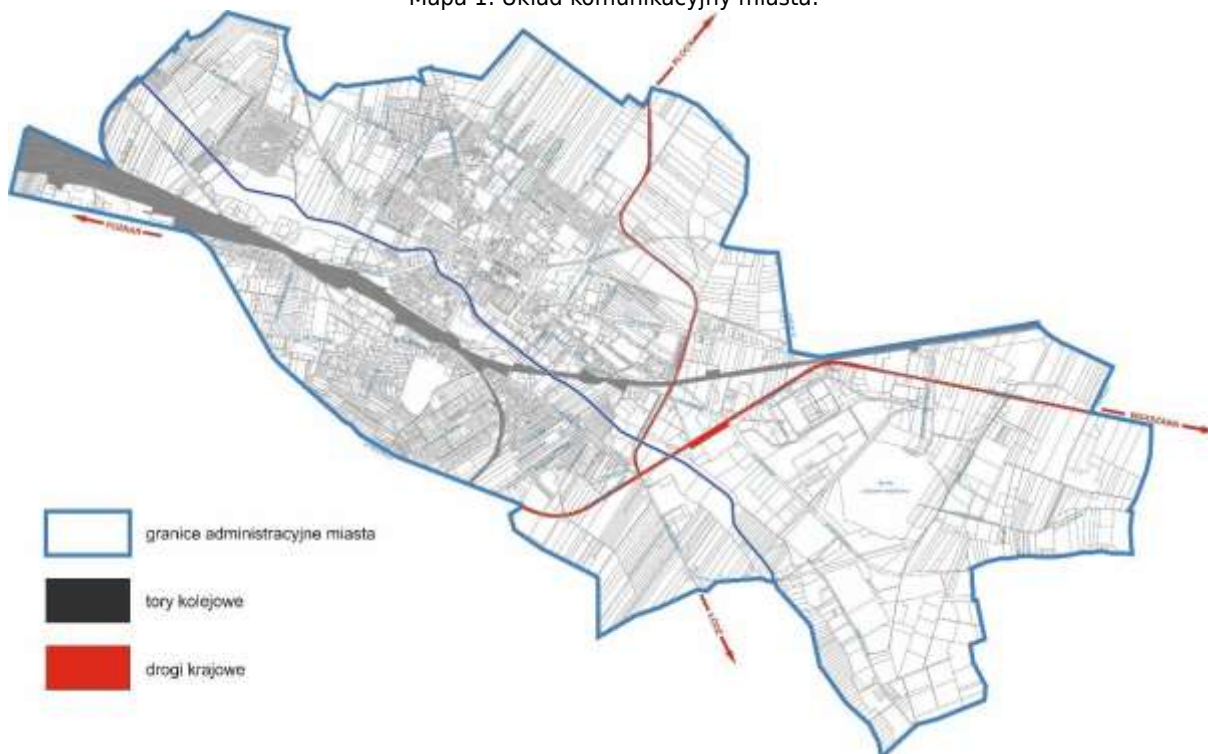 Mapa 1. Układ komunikacyjny miasta.
PŁOCK
POZNAŃ
WARSZAWA
ŁÓDŹ
granice administracyjne miasta
tory kolejowe
drogi krajowe